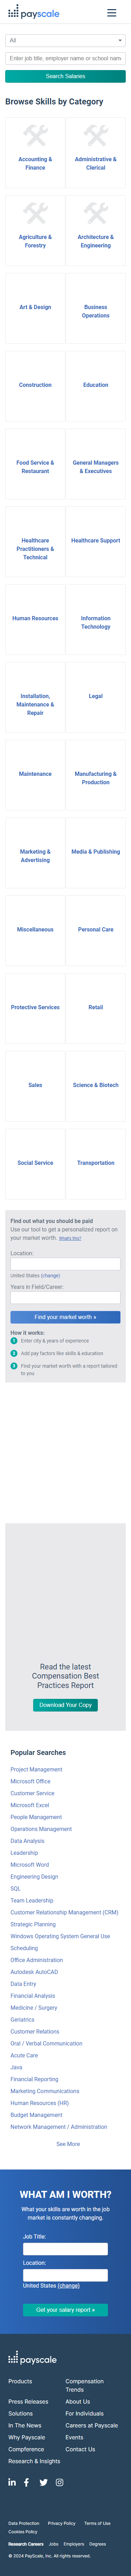 payscale
All
Enter job title, employer name or school name
Search Salaries
Browse Skills by Category
Accounting & Finance
Administrative & Clerical
Agriculture & Forestry
Architecture & Engineering
Art & Design
Business Operations
Construction
Education
Food Service & Restaurant
General Managers & Executives
Healthcare Practitioners & Technical
Healthcare Support
Human Resources
Information Technology
Installation, Maintenance & Repair
Legal
Maintenance
Manufacturing & Production
Marketing & Advertising
Media & Publishing
Miscellaneous
Personal Care
Protective Services
Retail
Sales
Science & Biotech
Social Service
Transportation
Find out what you should be paid
Use our tool to get a personalized report on your market worth. What's this?
Location:
United States (change)
Years in Field/Career:
Find your market worth »
How it works:
1 Enter city & years of experience
2 Add pay factors like skills & education
3 Find your market worth with a report tailored to you
Read the latest
Compensation Best
Practices Report
Download Your Copy
Popular Searches
Project Management
Microsoft Office
Customer Service
Microsoft Excel
People Management
Operations Management
Data Analysis
Leadership
Microsoft Word
Engineering Design
SQL
Team Leadership
Customer Relationship Management (CRM)
Strategic Planning
Windows Operating System General Use
Scheduling
Office Administration
Autodesk AutoCAD
Data Entry
Financial Analysis
Medicine / Surgery
Geriatrics
Customer Relations
Oral / Verbal Communication
Acute Care
Java
Financial Reporting
Marketing Communications
Human Resources (HR)
Budget Management
Network Management / Administration
See More
WHAT AM I WORTH?
What your skills are worth in the job market is constantly changing.
Job Title:
Location:
United States (change)
Get your salary report »
payscale
Products
Compensation Trends
Press Releases
About Us
Solutions
For Individuals
In The News
Careers at Payscale
Why Payscale
Events
Compference
Contact Us
Research & Insights
Data Protection
Privacy Policy
Terms of Use
Cookies Policy
Research Careers
Jobs
Employers
Degrees
© 2024 PayScale, Inc. All rights reserved.